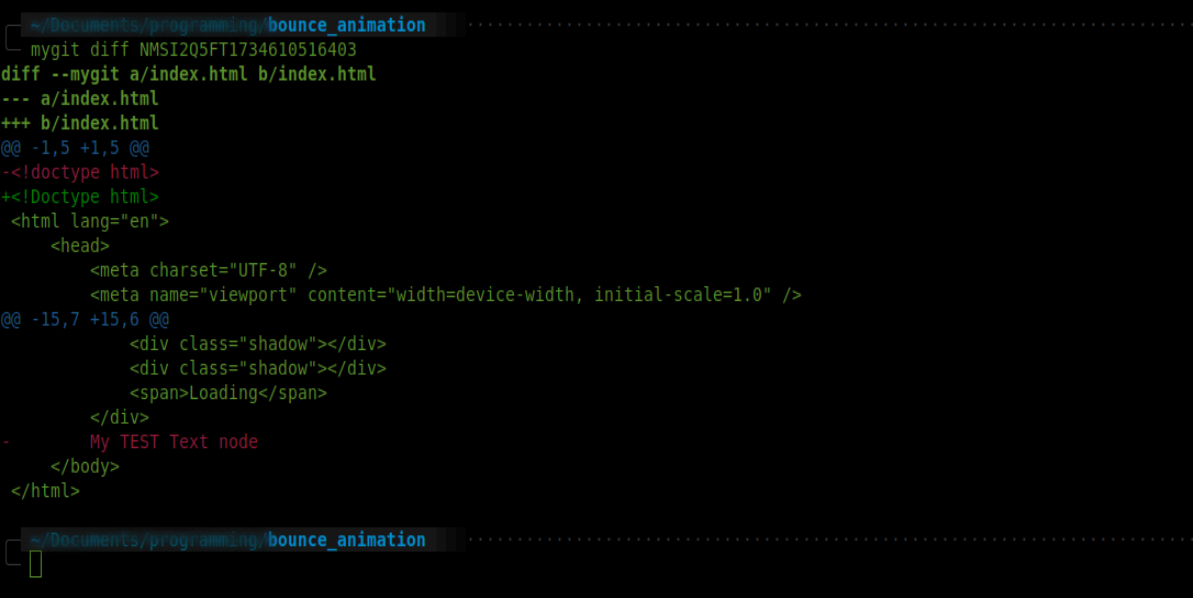 ~/Documents/programming/bounce_animation
mygit diff NMSI2Q5FT1734610516403
diff --mygit a/index.html b/index.html
--- a/index.html
+++ b/index.html
@@ -1,5 +1,5 @@
-<!doctype html>
+<!Doctype html>
 <html lang="en">
     <head>
         <meta charset="UTF-8" />
         <meta name="viewport" content="width=device-width, initial-scale=1.0" />
@@ -15,7 +15,6 @@
             <div class="shadow"></div>
             <div class="shadow"></div>
             <span>Loading</span>
         </div>
-        My TEST Text node
     </body>
 </html>
~/Documents/programming/bounce_animation